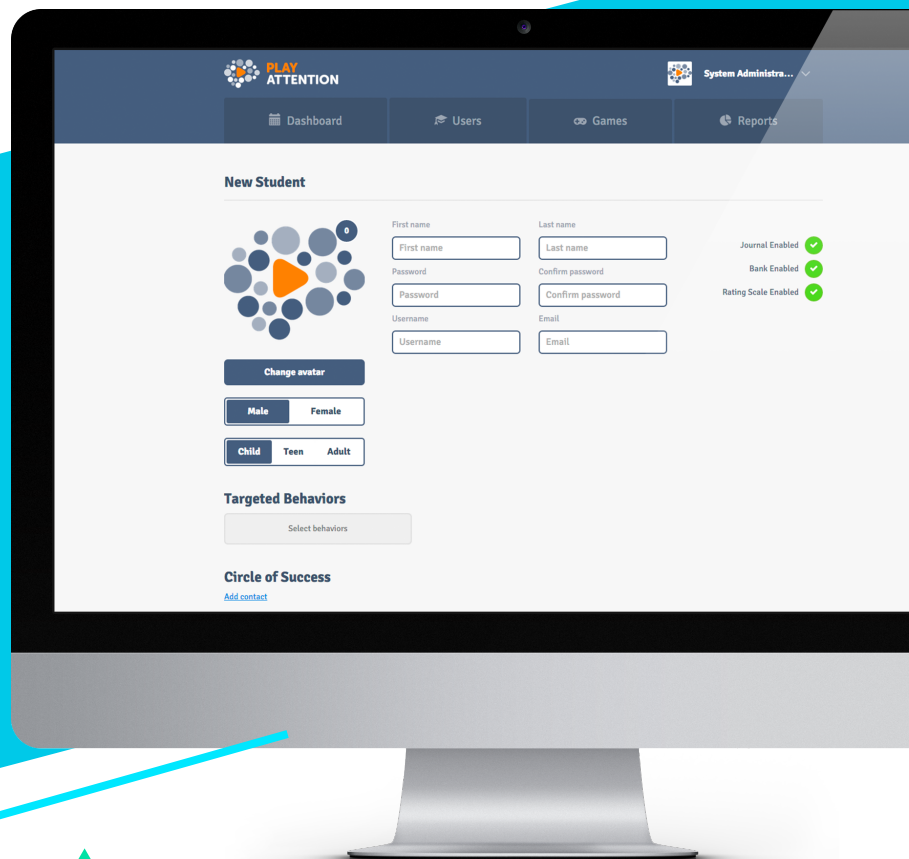 PLAY
ATTENTION
System Administra...
Dashboard
Users
Games
Reports
New Student
0
First name
Last name
First name
Last name
Journal Enabled
Password
Confirm password
Bank Enabled
Password
Confirm password
Rating Scale Enabled
Username
Email
Username
Email
Change avatar
Male
Female
Child
Teen
Adult
Targeted Behaviors
Select behaviors
Circle of Success
Add contact